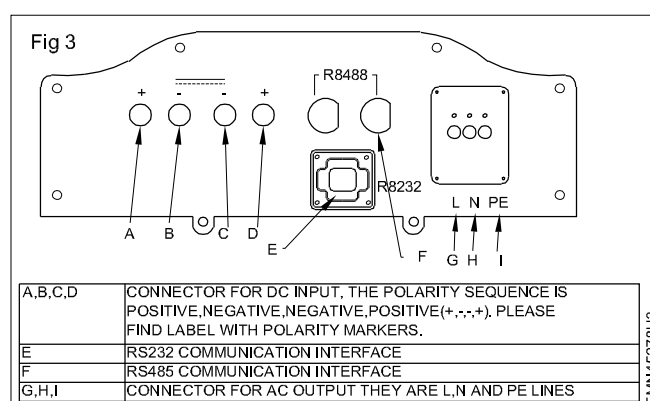 Fig 3
R8488
+ - - +
R8232
L N PE
A B C D E F G H I
A,B,C,D CONNECTOR FOR DC INPUT, THE POLARITY SEQUENCE IS
POSITIVE,NEGATIVE,NEGATIVE,POSITIVE(+,-,-,+). PLEASE
FIND LABEL WITH POLARITY MARKERS.
E RS232 COMMUNICATION INTERFACE
F RS485 COMMUNICATION INTERFACE
G,H,I CONNECTOR FOR AC OUTPUT THEY ARE L,N AND PE LINES